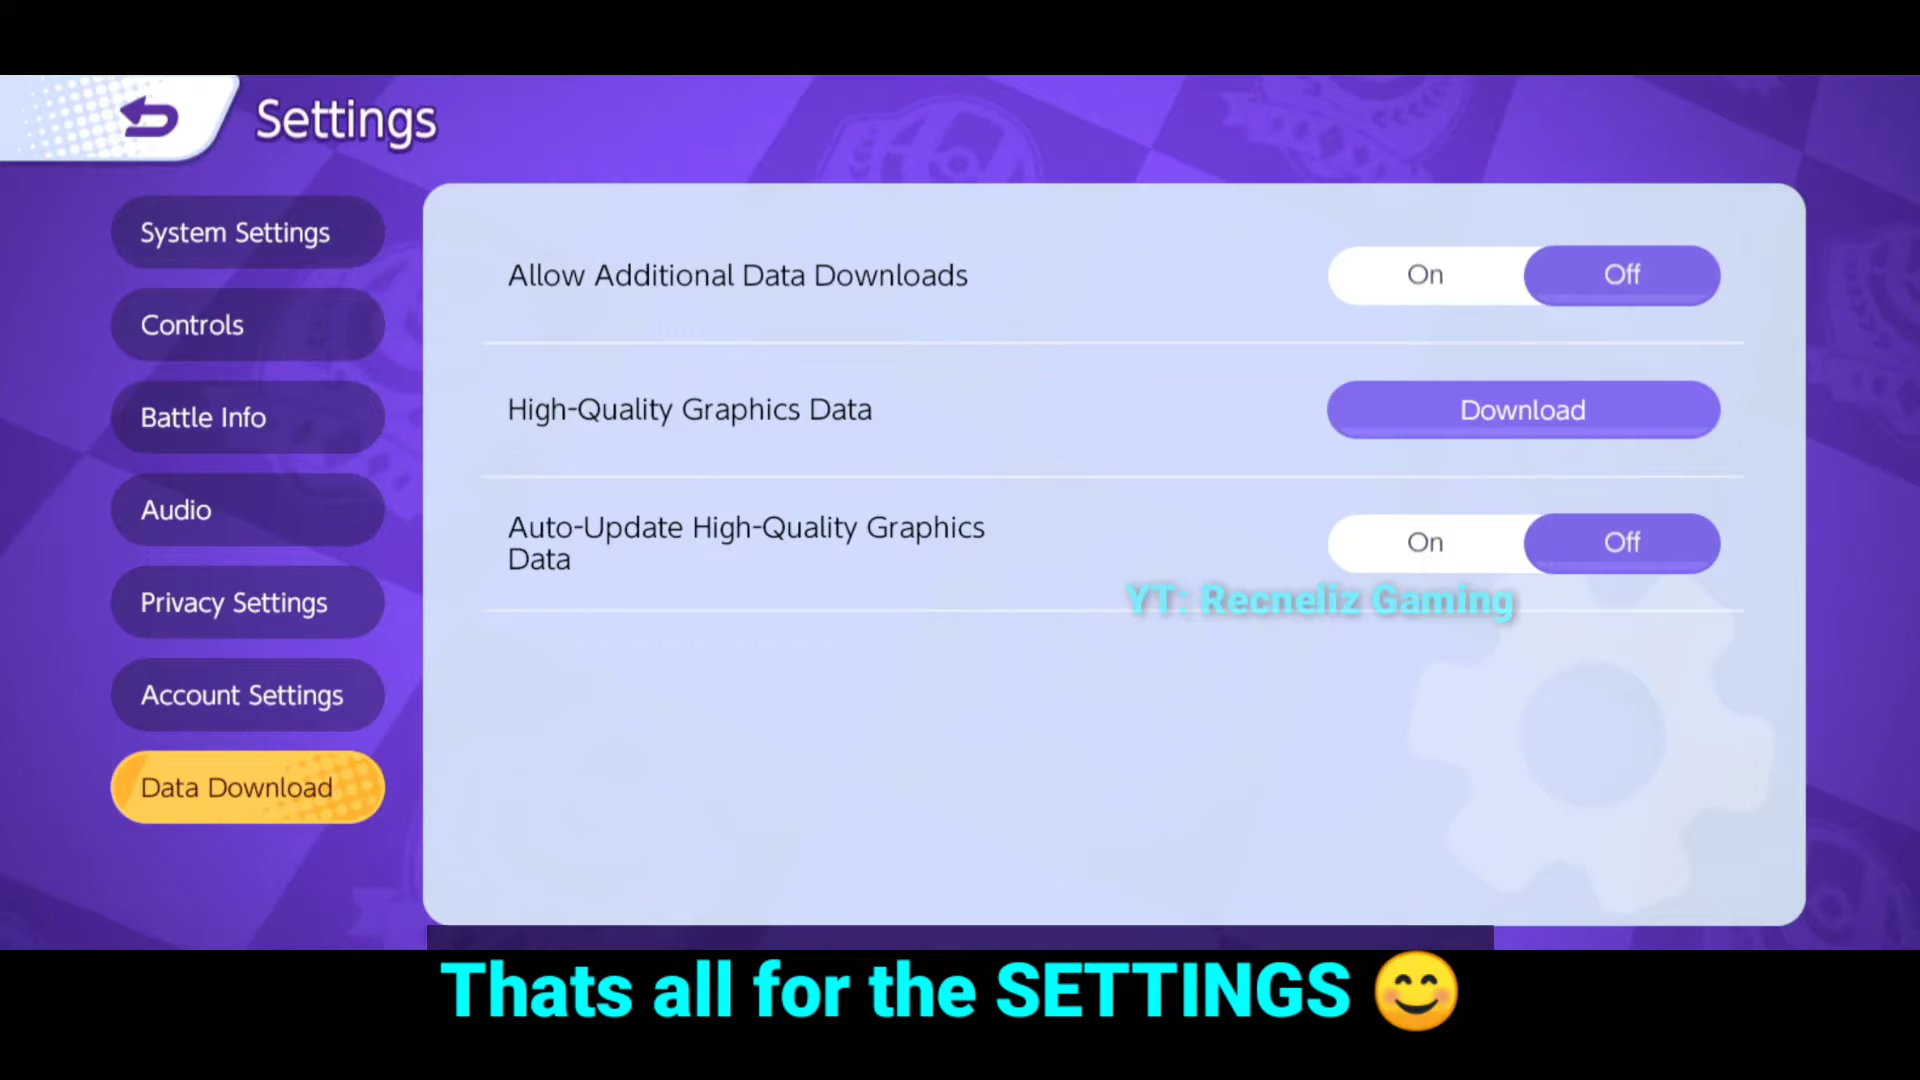 Settings
System Settings
Controls
Battle Info
Audio
Privacy Settings
Account Settings
Data Download
Allow Additional Data Downloads
On
Off
High-Quality Graphics Data
Download
Auto-Update High-Quality Graphics
Data
On
Off
YT: Recneliz Gaming
Thats all for the SETTINGS 😊